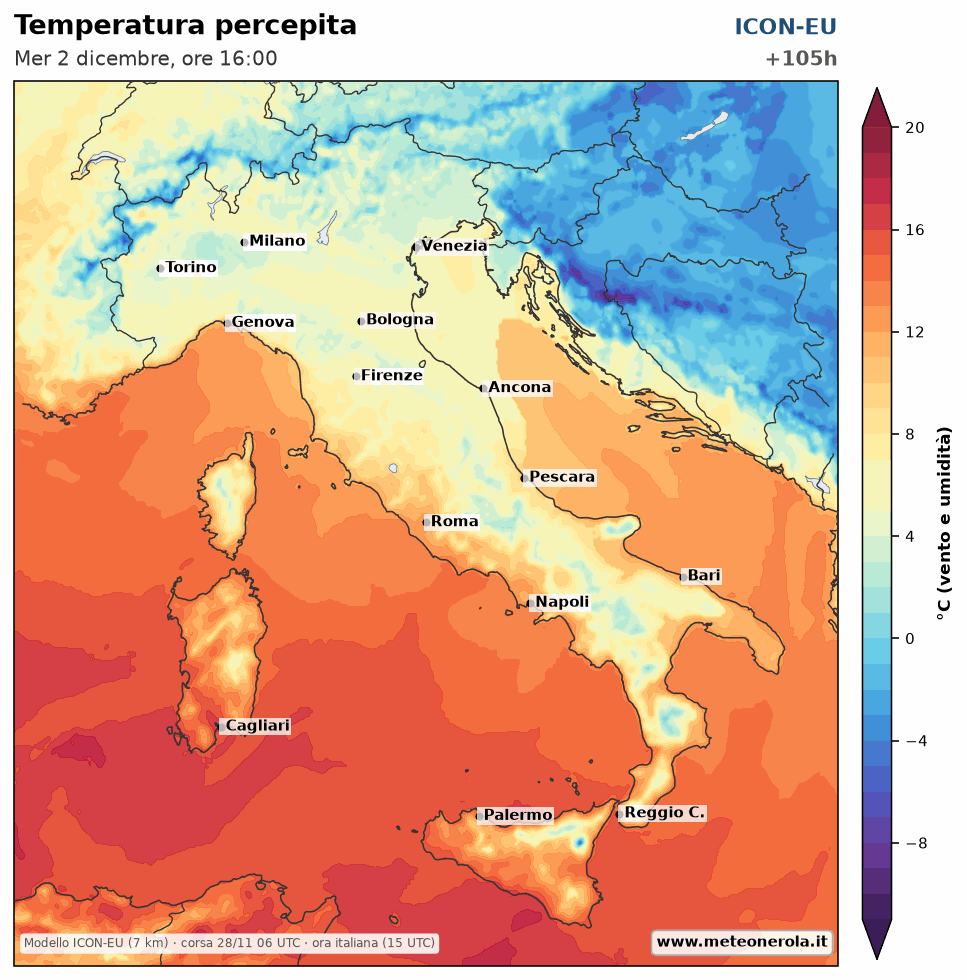 Temperatura percepita
ICON-EU
Mer 2 dicembre, ore 16:00
+105h
Milano
Venezia
Torino
Genova
Bologna
Firenze
Ancona
Pescara
Roma
Bari
Napoli
Cagliari
Palermo
Reggio C.
20
16
12
8
4
0
−4
−8
°C (vento e umidità)
Modello ICON-EU (7 km) · corsa 28/11 06 UTC · ora italiana (15 UTC)
www.meteonerola.it